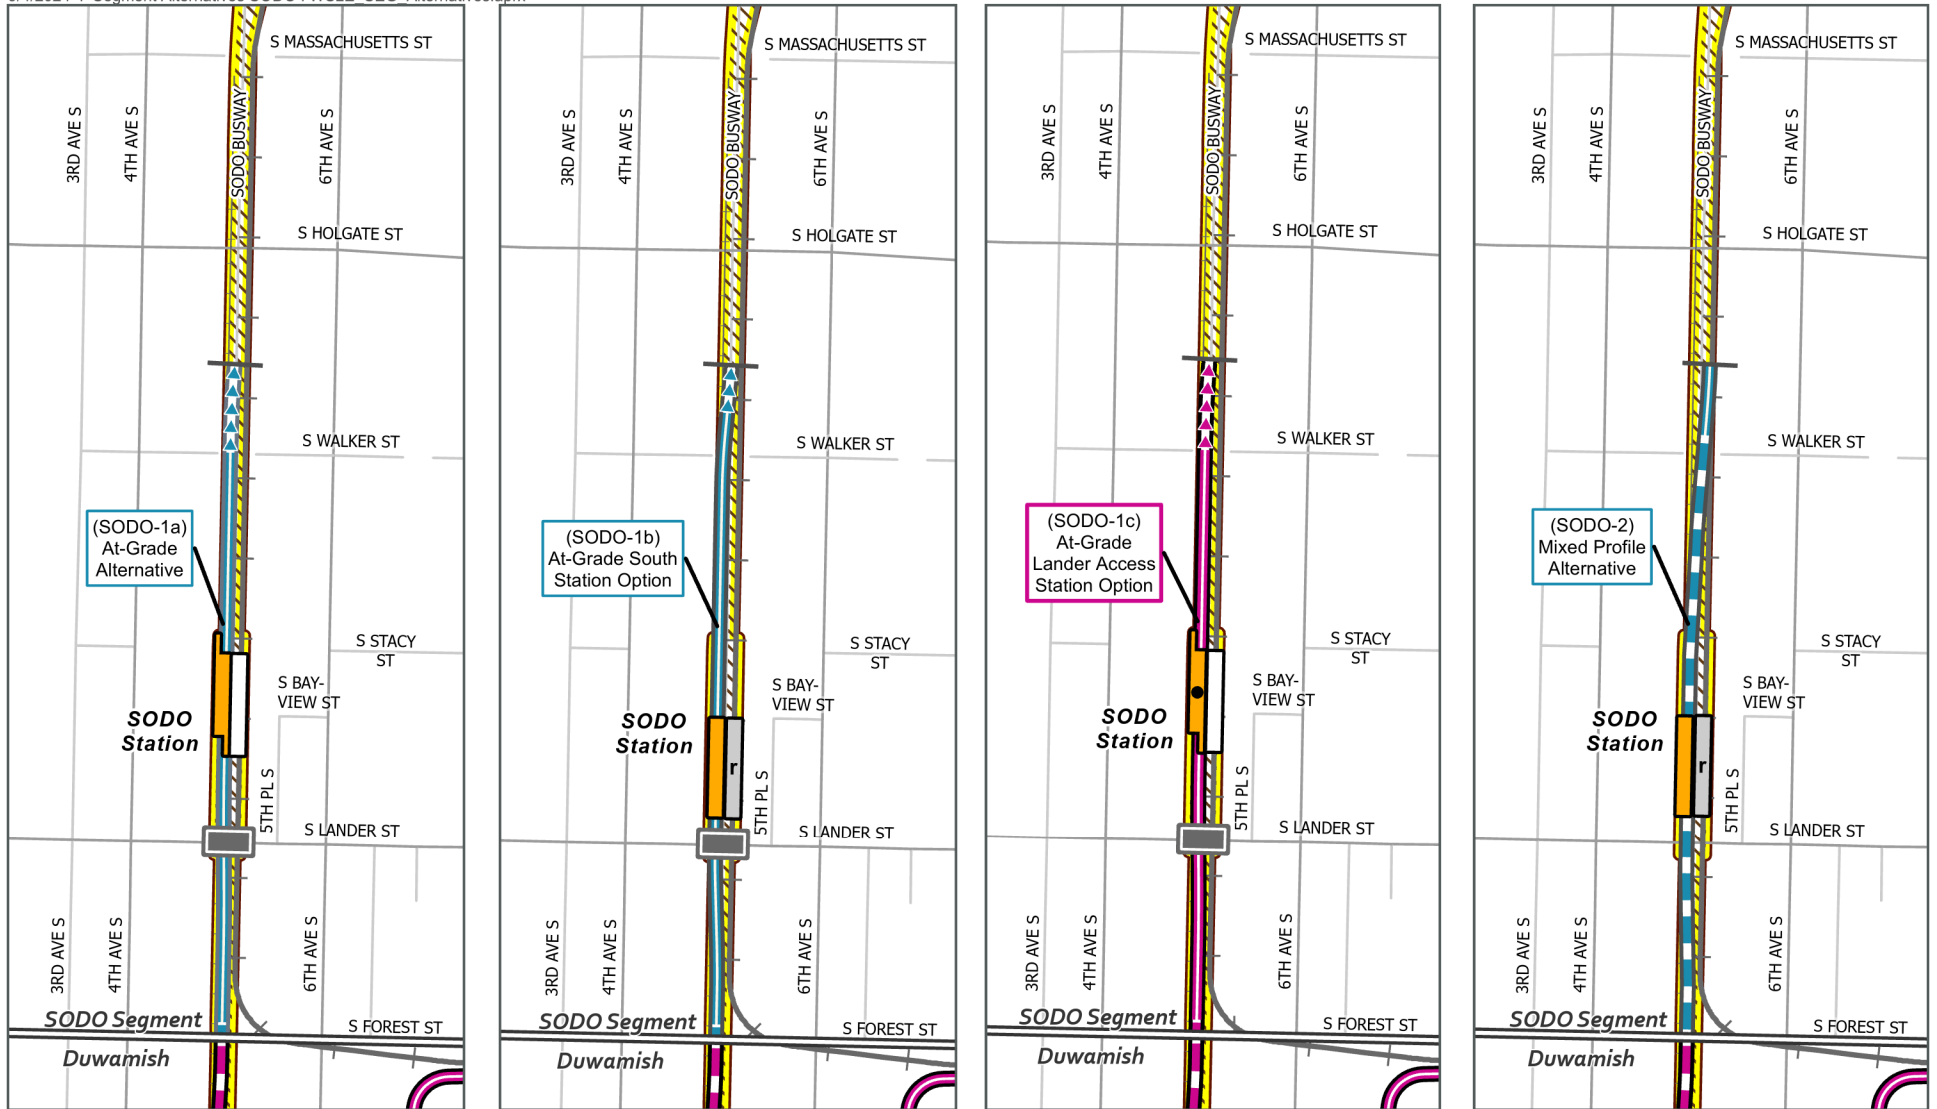 S MASSACHUSETTS ST
3RD AVE S
4TH AVE S
SODO BUSWAY
6TH AVE S
S HOLGATE ST
S WALKER ST
(SODO-1a)
At-Grade
Alternative
S STACY
ST
S BAY-
VIEW ST
SODO
Station
5TH PL S
S LANDER ST
3RD AVE S
4TH AVE S
6TH AVE S
SODO Segment
S FOREST ST
Duwamish
S MASSACHUSETTS ST
3RD AVE S
4TH AVE S
SODO BUSWAY
6TH AVE S
S HOLGATE ST
S WALKER ST
(SODO-1b)
At-Grade South
Station Option
S STACY
ST
S BAY-
VIEW ST
SODO
Station
r
5TH PL S
S LANDER ST
3RD AVE S
4TH AVE S
6TH AVE S
SODO Segment
S FOREST ST
Duwamish
S MASSACHUSETTS ST
3RD AVE S
4TH AVE S
SODO BUSWAY
6TH AVE S
S HOLGATE ST
S WALKER ST
(SODO-1c)
At-Grade
Lander Access
Station Option
S STACY
ST
S BAY-
VIEW ST
SODO
Station
5TH PL S
S LANDER ST
3RD AVE S
4TH AVE S
6TH AVE S
SODO Segment
S FOREST ST
Duwamish
S MASSACHUSETTS ST
3RD AVE S
4TH AVE S
SODO BUSWAY
6TH AVE S
S HOLGATE ST
S WALKER ST
(SODO-2)
Mixed Profile
Alternative
S STACY
ST
S BAY-
VIEW ST
SODO
Station
r
5TH PL S
S LANDER ST
3RD AVE S
4TH AVE S
6TH AVE S
SODO Segment
S FOREST ST
Duwamish